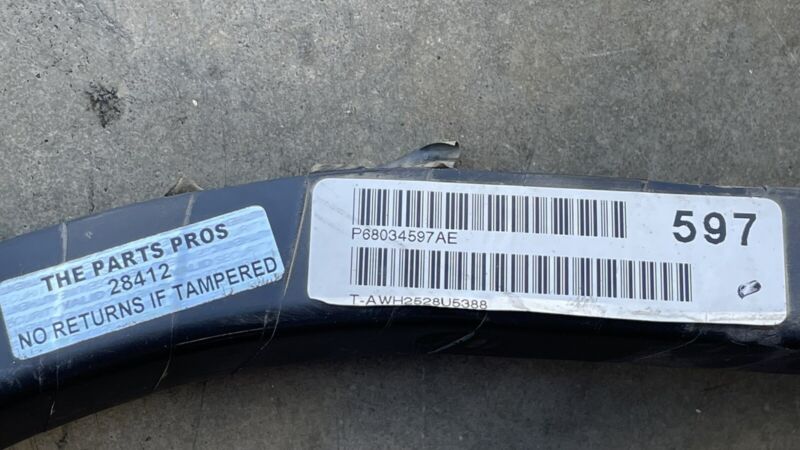 THE PARTS PROS
28412
NO RETURNS IF TAMPERED
P68034597AE
597
T-AWH2528U5388